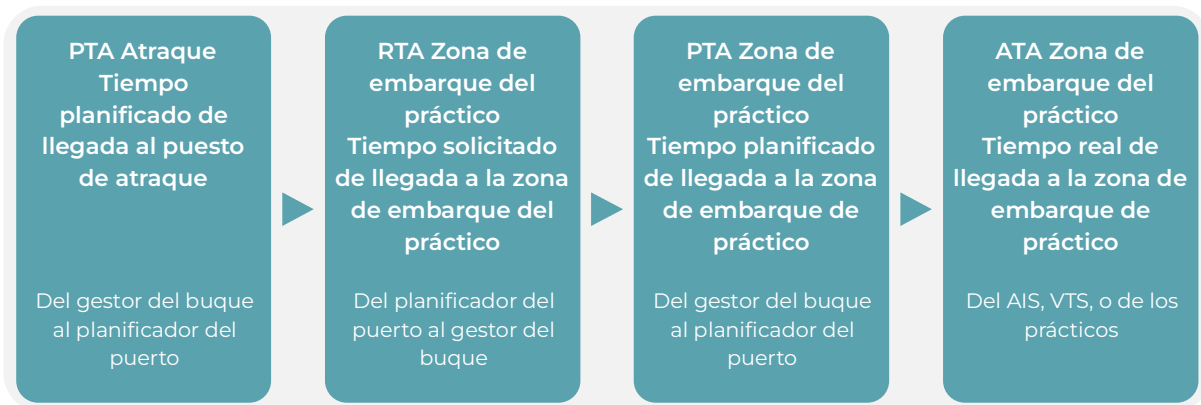 PTA Atraque
Tiempo
planificado de
llegada al puesto
de atraque
Del gestor del buque
al planificador del
puerto
RTA Zona de
embarque del
práctico
Tiempo solicitado
de llegada a la zona
de embarque del
práctico
Del planificador del
puerto al gestor del
buque
PTA Zona de
embarque del
práctico
Tiempo planificado
de llegada a la zona
de embarque de
práctico
Del gestor del buque
al planificador del
puerto
ATA Zona de
embarque del
práctico
Tiempo real de
llegada a la zona de
embarque de
práctico
Del AIS, VTS, o de los
prácticos